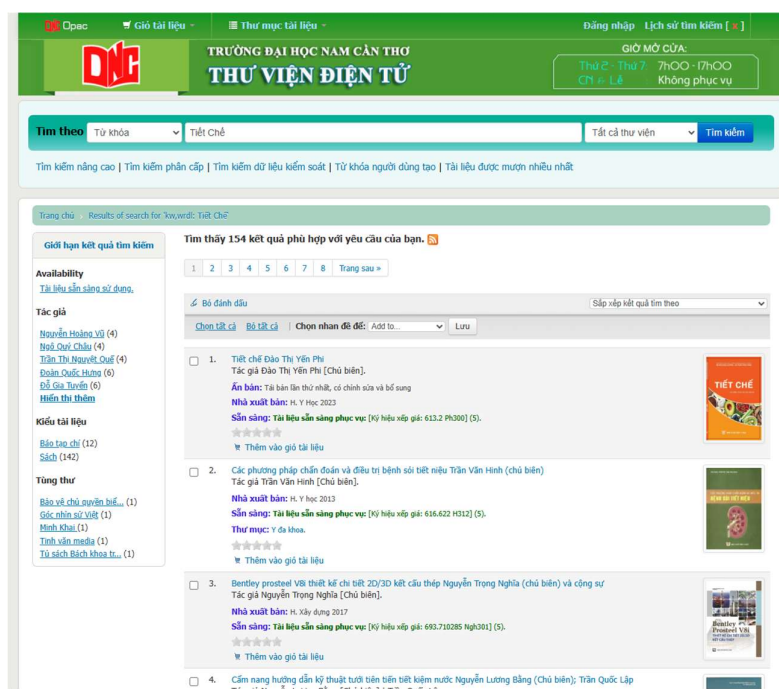 DNC Opac Giỏ tài liệu Thư mục tài liệu Đăng nhập Lịch sử tìm kiếm [ x ]
DNC
TRƯỜNG ĐẠI HỌC NAM CẦN THƠ
THƯ VIỆN ĐIỆN TỬ
GIỜ MỞ CỬA:
Thứ 2 - Thứ 7: 7h00 - 17h00
CN & Lễ Không phục vụ
Tìm theo Từ khóa Tiết Chế Tất cả thư viện Tìm kiếm
Tìm kiếm nâng cao | Tìm kiếm phân cấp | Tìm kiếm dữ liệu kiểm soát | Từ khóa người dùng tạo | Tài liệu được mượn nhiều nhất
Trang chủ Results of search for 'kw,wrdl: Tiết Chế'
Giới hạn kết quả tìm kiếm
Availability
Tài liệu sẵn sàng sử dụng.
Tác giả
Nguyễn Hoàng Vũ (4)
Ngô Quý Châu (4)
Trần Thị Nguyệt Quế (4)
Đoàn Quốc Hưng (6)
Đỗ Gia Tuyển (6)
Hiển thị thêm
Kiểu tài liệu
Báo tạp chí (12)
Sách (142)
Tùng thư
Bảo vệ chủ quyền biể... (1)
Góc nhìn sử Việt (1)
Minh Khai (1)
Tinh văn media (1)
Tủ sách Bách khoa tr... (1)
Tìm thấy 154 kết quả phù hợp với yêu cầu của bạn.
1 2 3 4 5 6 7 8 Trang sau »
Bỏ đánh dấu Sắp xếp kết quả tìm theo
Chọn tất cả Bỏ tất cả | Chọn nhan đề để: Add to... Lưu
1. Tiết chế Đào Thị Yến Phi
Tác giả Đào Thị Yến Phi [Chủ biên].
Ấn bản: Tái bản lần thứ nhất, có chỉnh sửa và bổ sung
Nhà xuất bản: H. Y Học 2023
Sẵn sàng: Tài liệu sẵn sàng phục vụ: [Ký hiệu xếp giá: 613.2 Ph300] (5).
Thêm vào giỏ tài liệu
TIẾT CHẾ
2. Các phương pháp chẩn đoán và điều trị bệnh sỏi tiết niệu Trần Văn Hinh (chủ biên)
Tác giả Trần Văn Hinh [Chủ biên].
Nhà xuất bản: H. Y học 2013
Sẵn sàng: Tài liệu sẵn sàng phục vụ: [Ký hiệu xếp giá: 616.622 H312] (5).
Thư mục: Y đa khoa.
Thêm vào giỏ tài liệu
BỆNH SỎI TIẾT NIỆU
3. Bentley prosteel V8i thiết kế chi tiết 2D/3D kết cấu thép Nguyễn Trọng Nghĩa (chủ biên) và cộng sự
Tác giả Nguyễn Trọng Nghĩa [Chủ biên].
Nhà xuất bản: H. Xây dựng 2017
Sẵn sàng: Tài liệu sẵn sàng phục vụ: [Ký hiệu xếp giá: 693.710285 Ngh301] (5).
Thêm vào giỏ tài liệu
Bentley
Prosteel V8i
4. Cẩm nang hướng dẫn kỹ thuật tưới tiên tiến tiết kiệm nước Nguyễn Lương Bằng (Chủ biên); Trần Quốc Lập